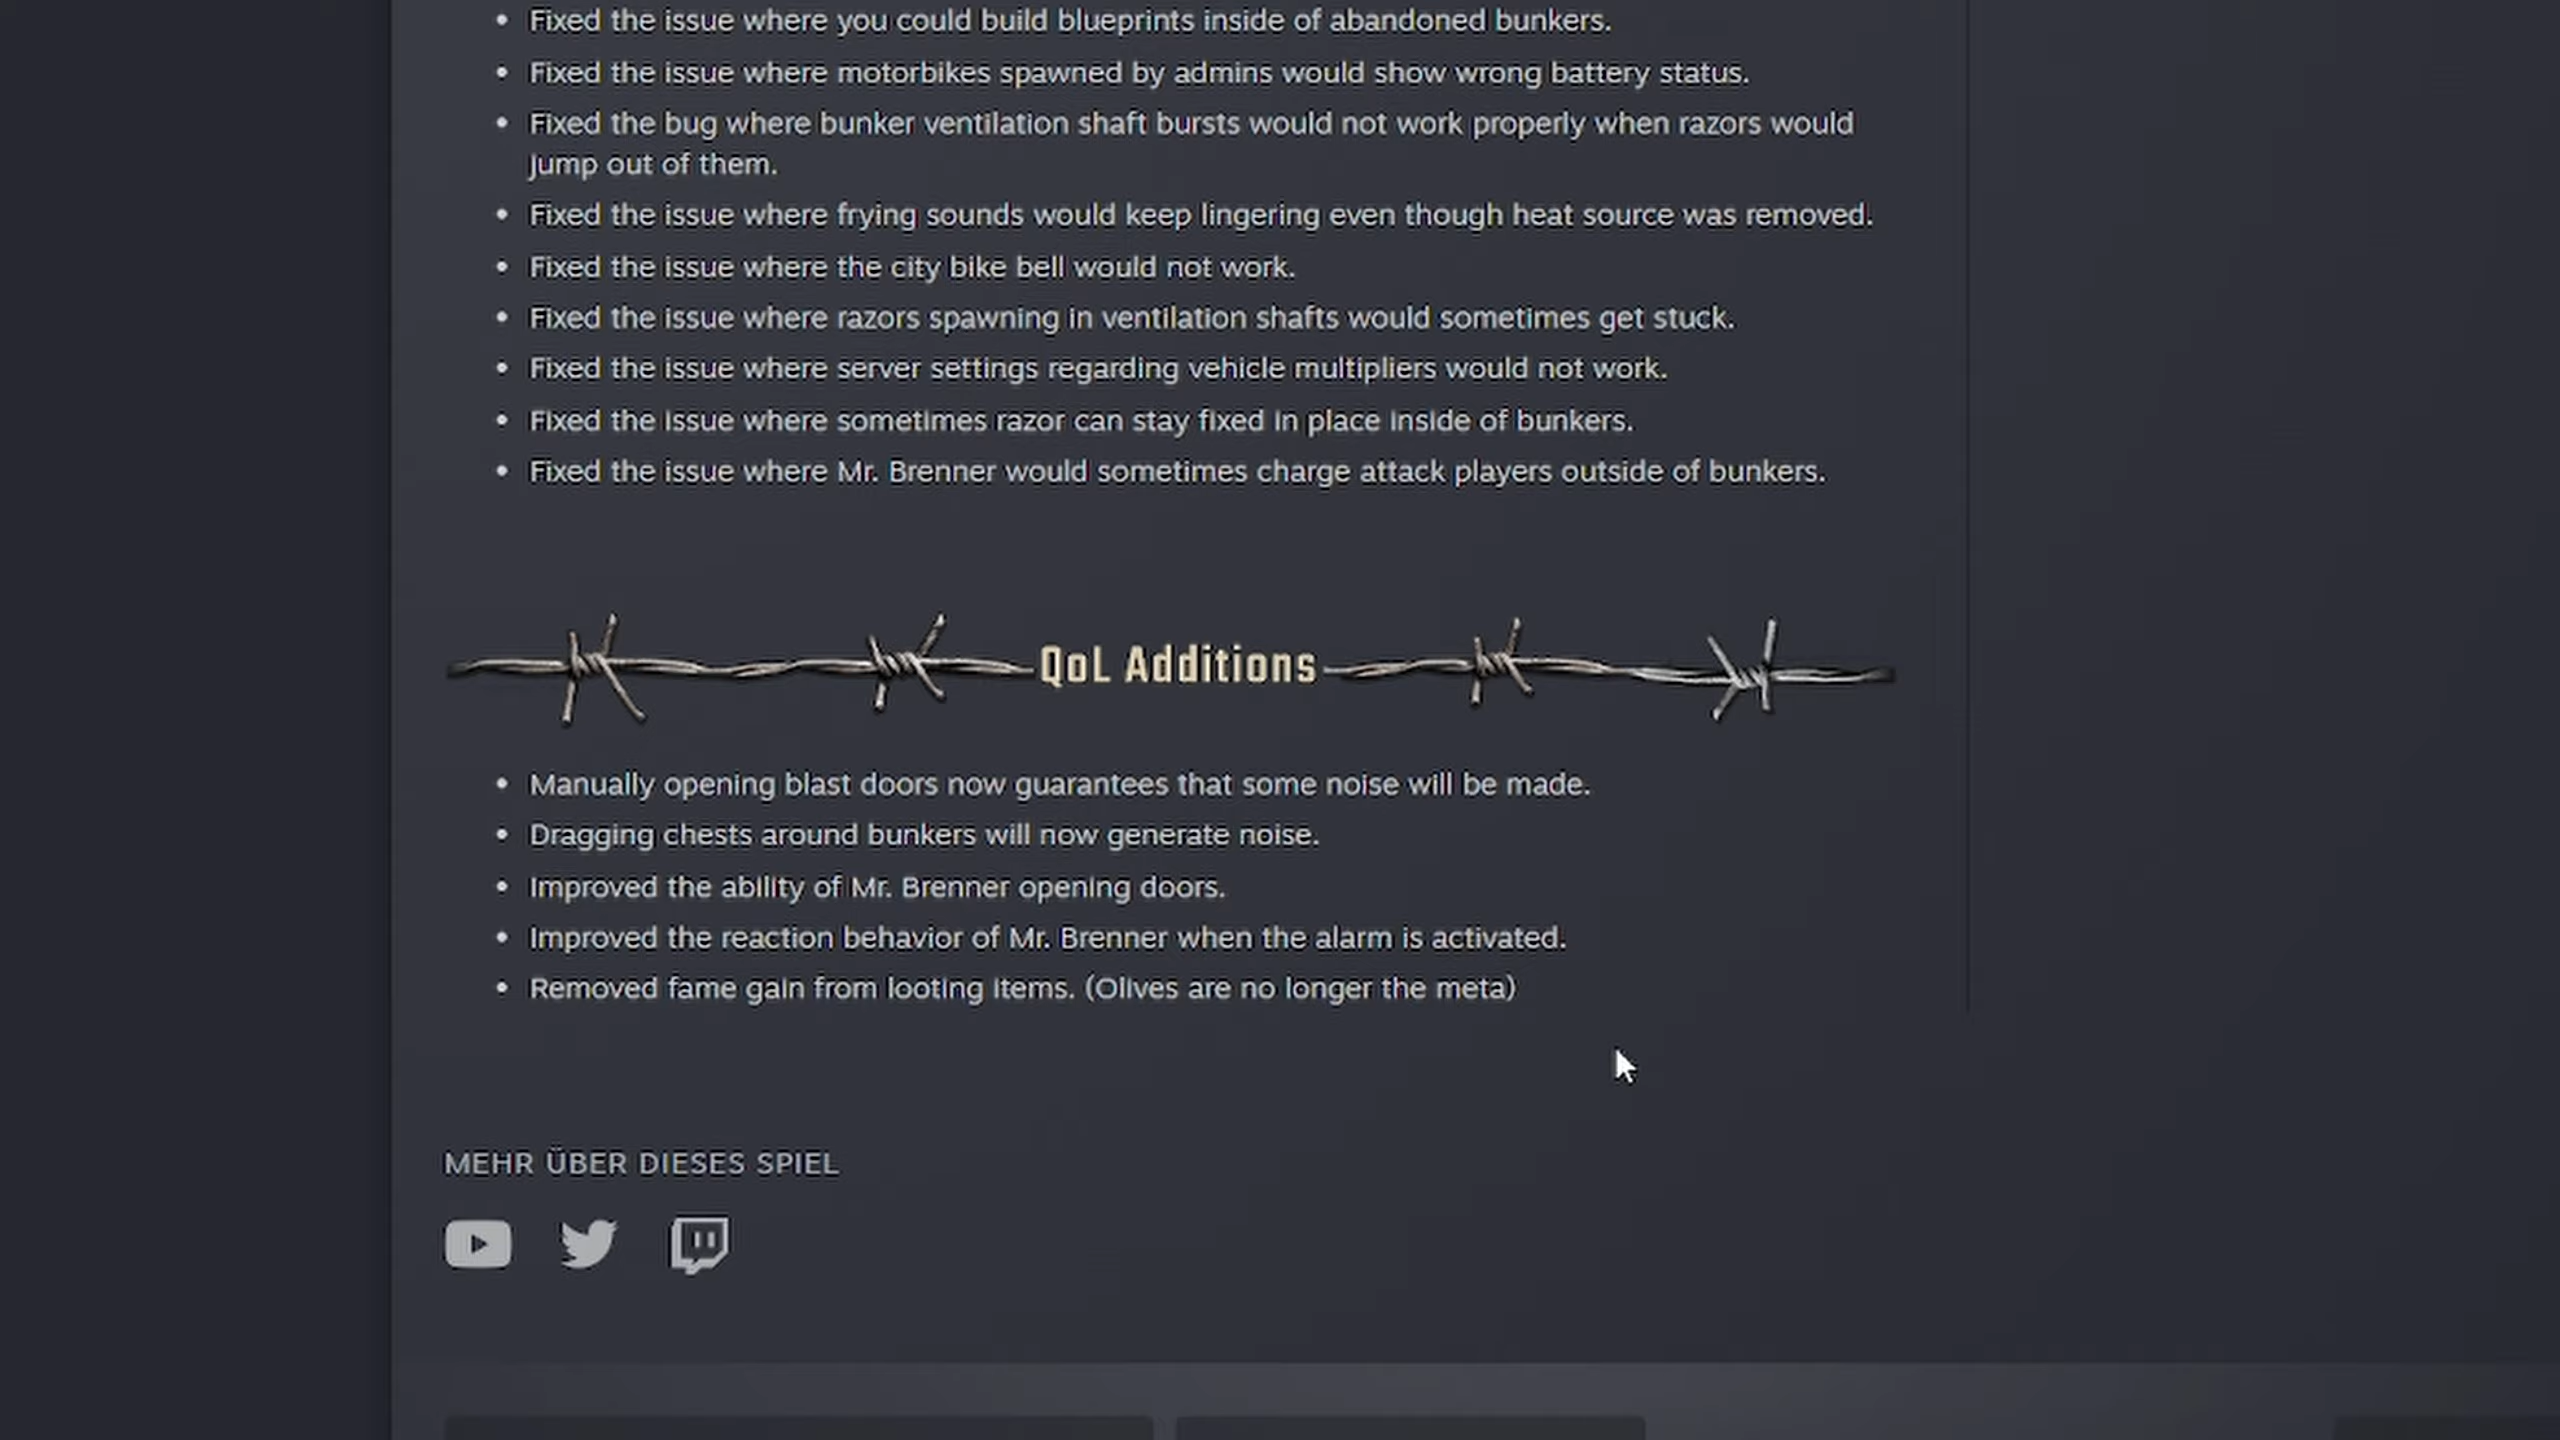 • Fixed the issue where you could build blueprints inside of abandoned bunkers.
• Fixed the issue where motorbikes spawned by admins would show wrong battery status.
• Fixed the bug where bunker ventilation shaft bursts would not work properly when razors would
jump out of them.
• Fixed the issue where frying sounds would keep lingering even though heat source was removed.
• Fixed the issue where the city bike bell would not work.
• Fixed the issue where razors spawning in ventilation shafts would sometimes get stuck.
• Fixed the issue where server settings regarding vehicle multipliers would not work.
• Fixed the issue where sometimes razor can stay fixed in place inside of bunkers.
• Fixed the issue where Mr. Brenner would sometimes charge attack players outside of bunkers.
QoL Additions
• Manually opening blast doors now guarantees that some noise will be made.
• Dragging chests around bunkers will now generate noise.
• Improved the ability of Mr. Brenner opening doors.
• Improved the reaction behavior of Mr. Brenner when the alarm is activated.
• Removed fame gain from looting items. (Olives are no longer the meta)
MEHR ÜBER DIESES SPIEL